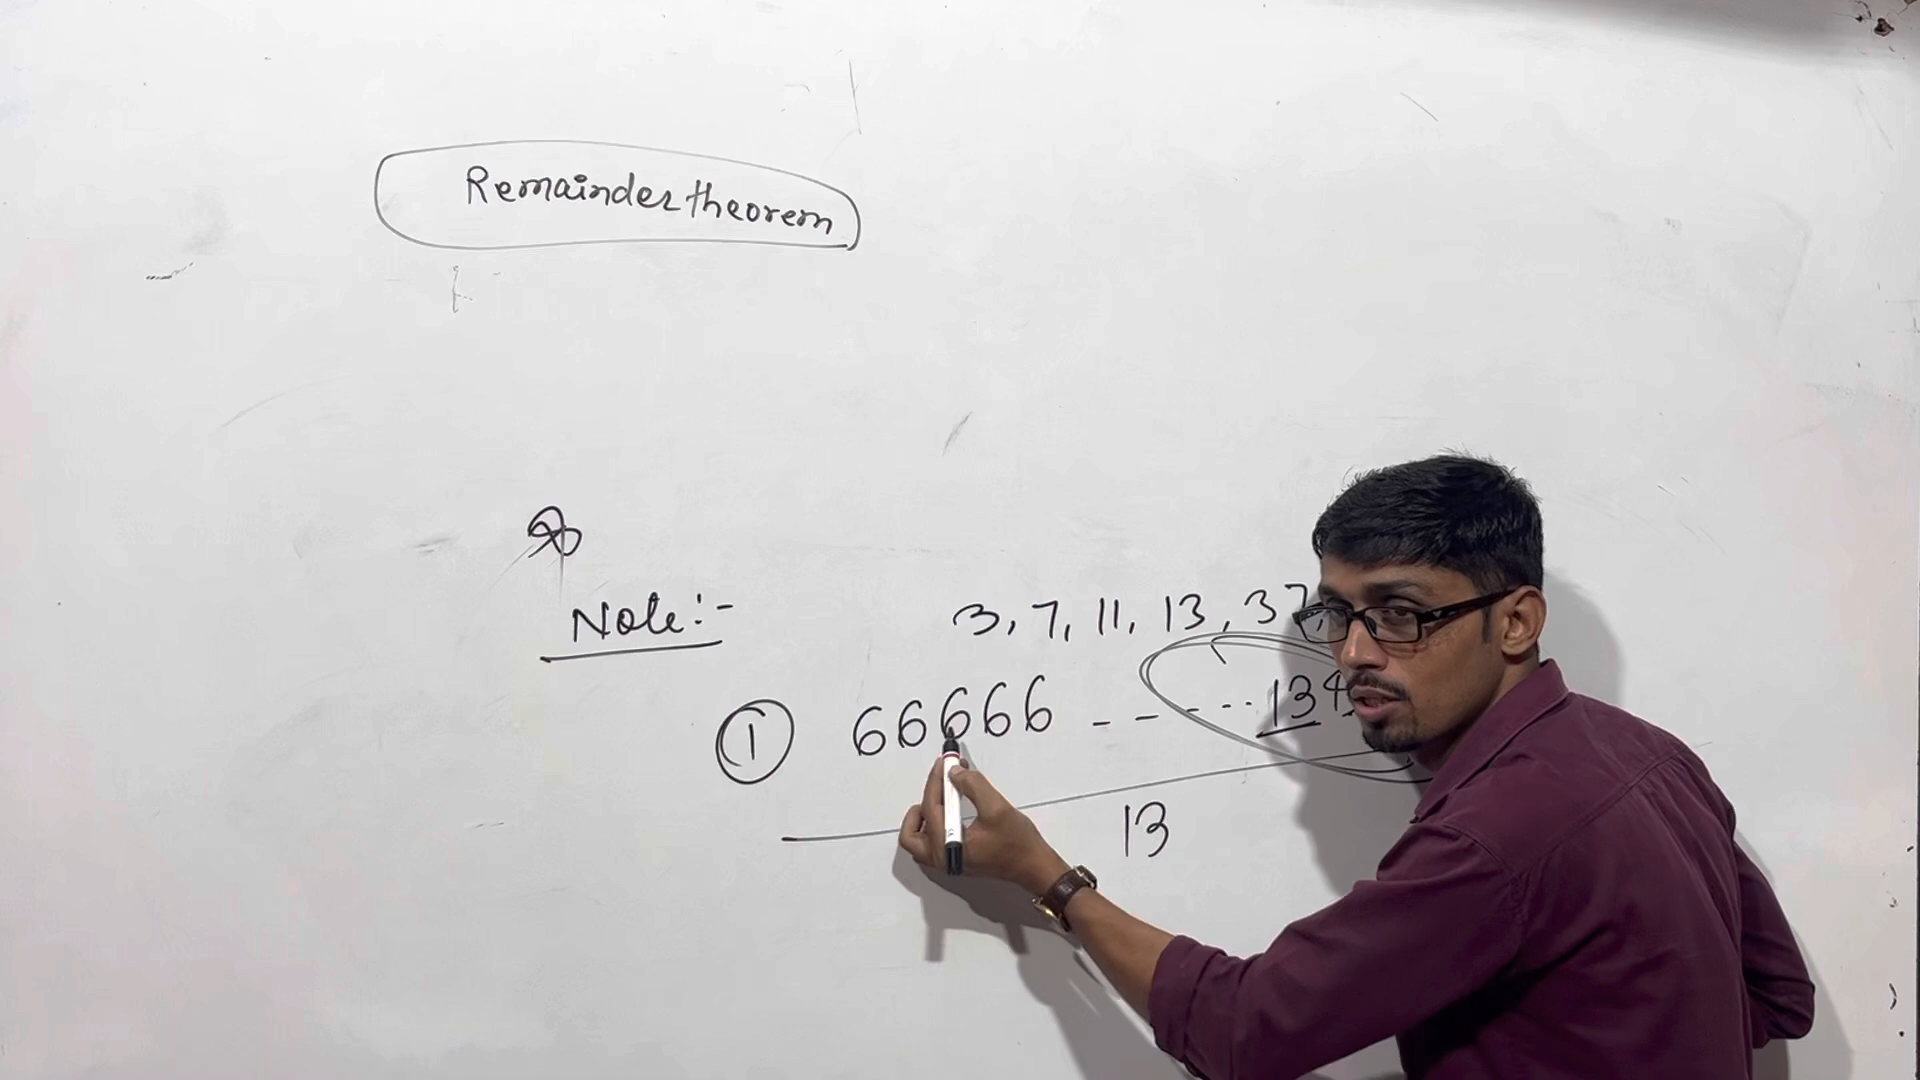 Remainder theorem
Note:-
3, 7, 11, 13, 37,
① 66666 - - - - ... 134
13